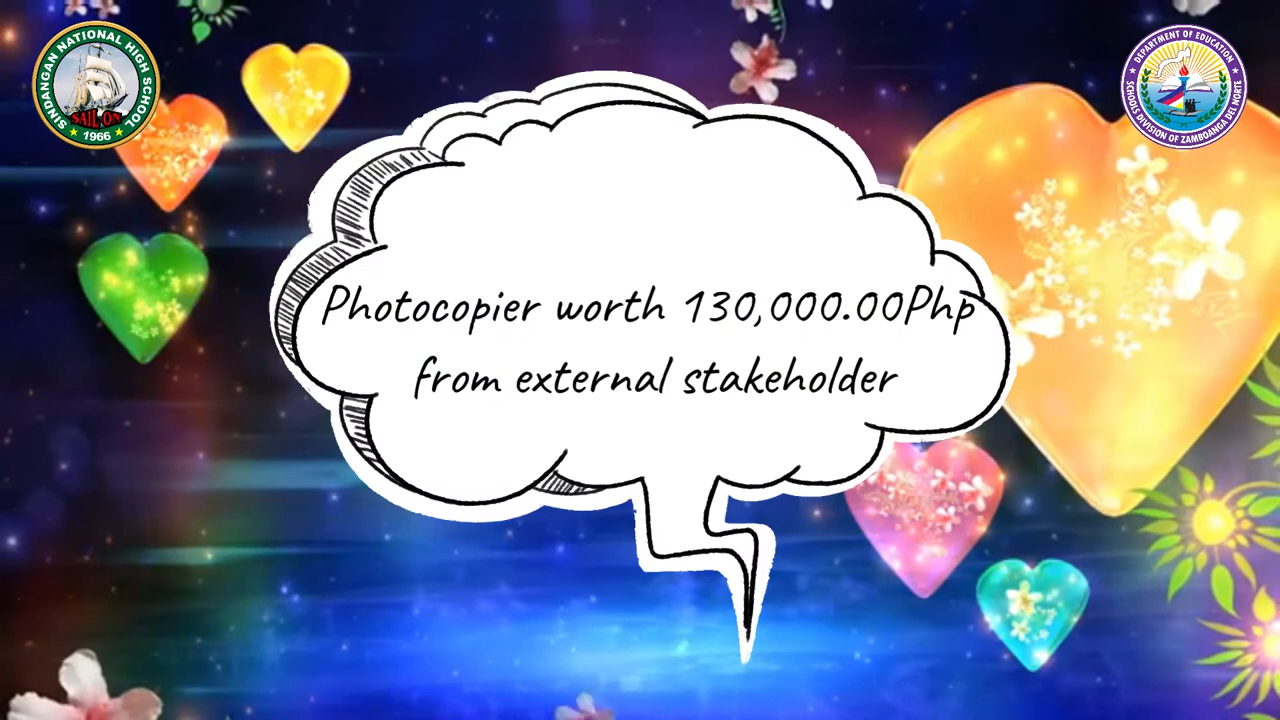 SINDANGAN NATIONAL HIGH SCHOOL
SAIL ON
1966
DEPARTMENT OF EDUCATION
SCHOOLS DIVISION OF ZAMBOANGA DEL NORTE
Photocopier worth 130,000.00Php
from external stakeholder